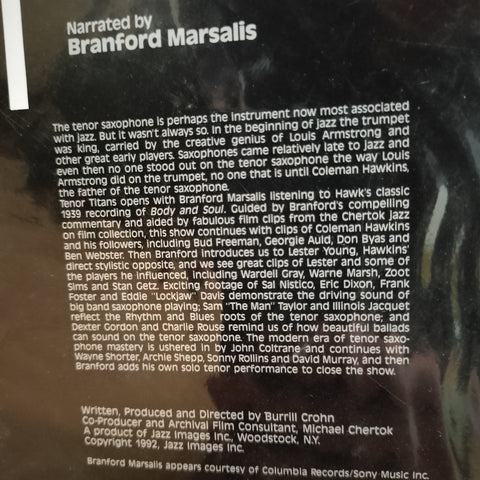 Narrated by
Branford Marsalis
The tenor saxophone is perhaps the instrument now most associated
with jazz. But it wasn't always so. In the beginning of jazz the trumpet
was king, carried by the creative genius of Louis Armstrong and
other great early players. Saxophones came relatively late to jazz and
even then no one stood out on the tenor saxophone the way Louis
Armstrong did on the trumpet, no one that is until Coleman Hawkins,
the father of the tenor saxophone.
Tenor Titans opens with Branford Marsalis listening to Hawk's classic
1939 recording of Body and Soul. Guided by Branford's compelling
commentary and aided by fabulous film clips from the Chertok jazz
on film collection, this show continues with clips of Coleman Hawkins
and his followers, including Bud Freeman, Georgie Auld, Don Byas and
Ben Webster. Then Branford introduces us to Lester Young, Hawkins'
direct stylistic opposite, and we see great clips of Lester and some of
the players he influenced, including Wardell Gray, Warne Marsh, Zoot
Sims and Stan Getz. Exciting footage of Sal Nistico, Eric Dixon, Frank
Foster and Eddie "Lockjaw" Davis demonstrate the driving sound of
big band saxophone playing; Sam "The Man" Taylor and Illinois Jacquet
reflect the Rhythm and Blues roots of the tenor saxophone; and
Dexter Gordon and Charlie Rouse remind us of how beautiful ballads
can sound on the tenor saxophone. The modern era of tenor saxo-
phone mastery is ushered in by John Coltrane and continues with
Wayne Shorter, Archie Shepp, Sonny Rollins and David Murray, and then
Branford adds his own solo tenor performance to close the show.
Written, Produced and Directed by Burrill Crohn
Co-Producer and Archival Film Consultant, Michael Chertok
A product of Jazz Images Inc., Woodstock, N.Y.
Copyright 1992, Jazz Images Inc.
Branford Marsalis appears courtesy of Columbia Records/Sony Music Inc.